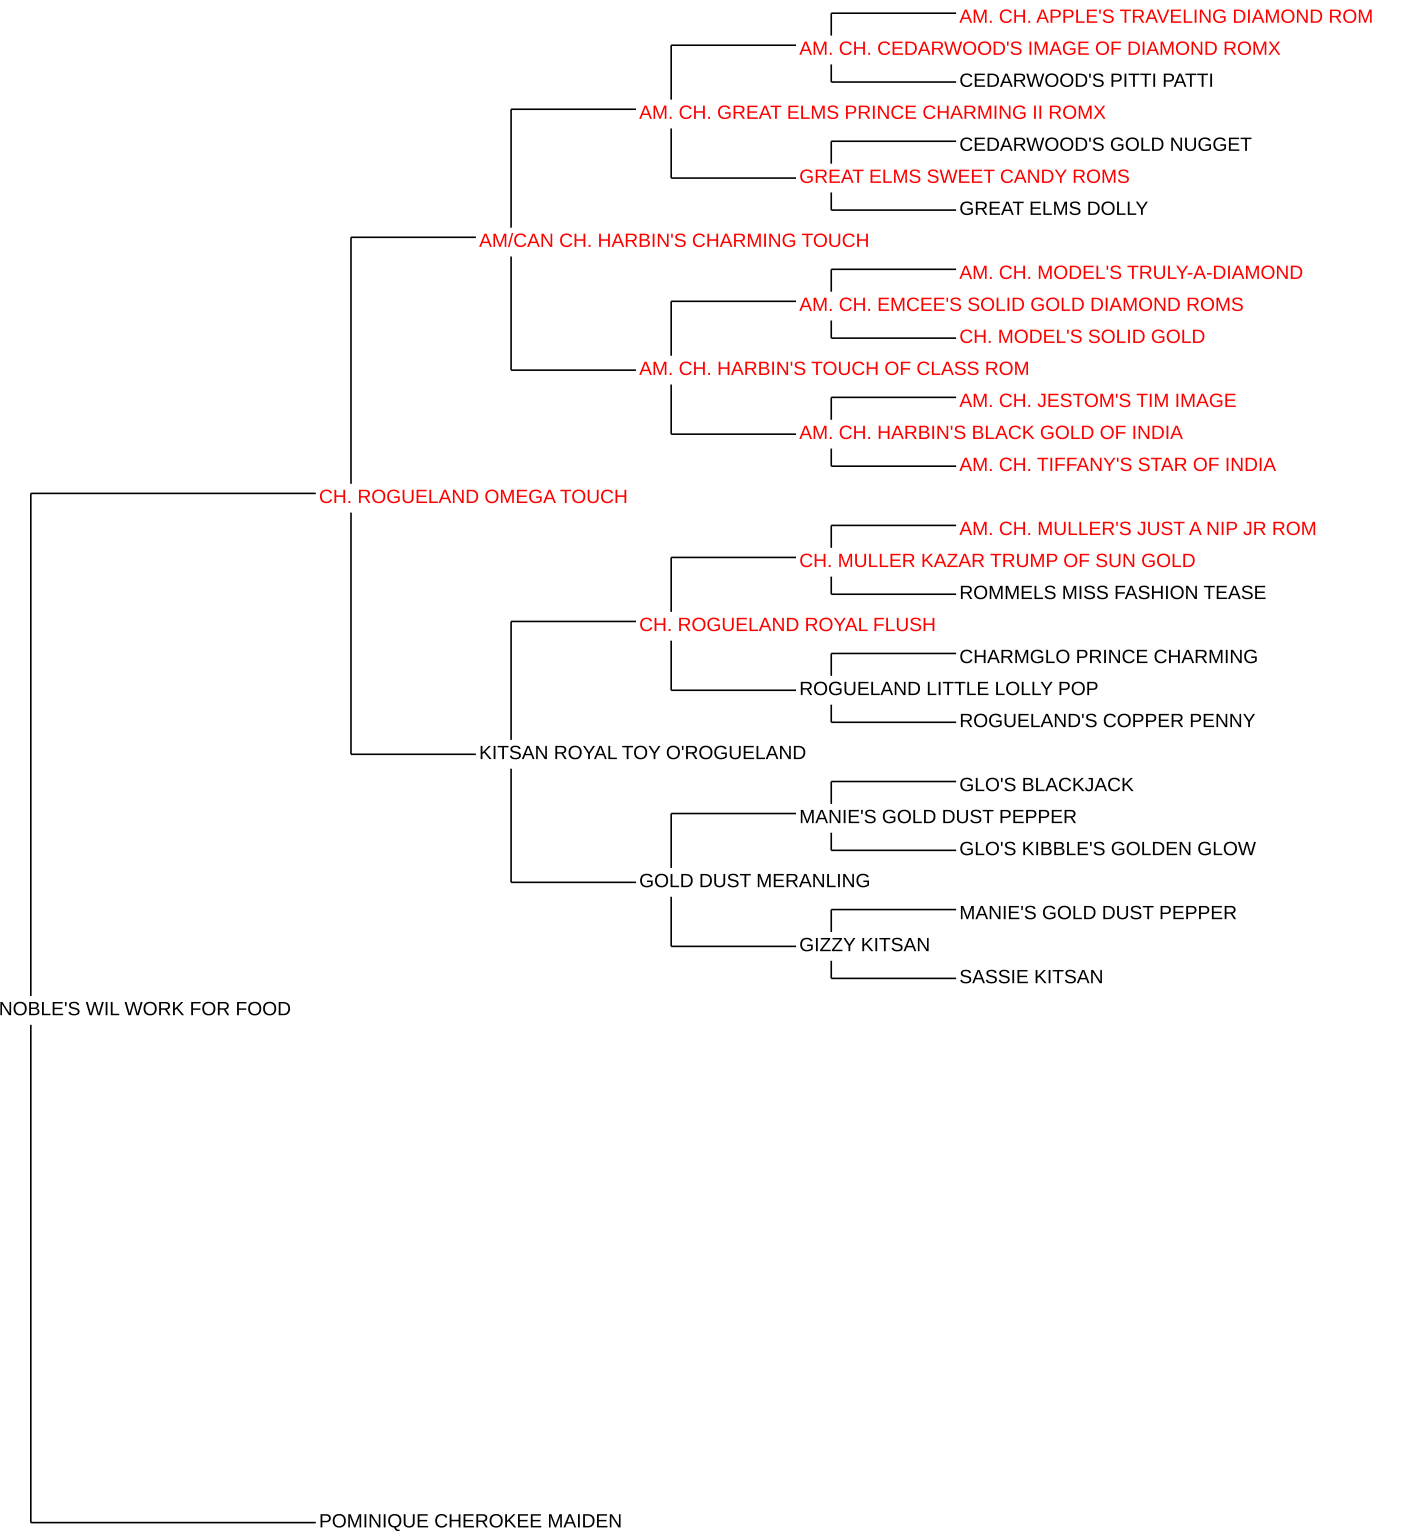 AM. CH. APPLE'S TRAVELING DIAMOND ROM
AM. CH. CEDARWOOD'S IMAGE OF DIAMOND ROMX
CEDARWOOD'S PITTI PATTI
AM. CH. GREAT ELMS PRINCE CHARMING II ROMX
CEDARWOOD'S GOLD NUGGET
GREAT ELMS SWEET CANDY ROMS
GREAT ELMS DOLLY
AM/CAN CH. HARBIN'S CHARMING TOUCH
AM. CH. MODEL'S TRULY-A-DIAMOND
AM. CH. EMCEE'S SOLID GOLD DIAMOND ROMS
CH. MODEL'S SOLID GOLD
AM. CH. HARBIN'S TOUCH OF CLASS ROM
AM. CH. JESTOM'S TIM IMAGE
AM. CH. HARBIN'S BLACK GOLD OF INDIA
AM. CH. TIFFANY'S STAR OF INDIA
CH. ROGUELAND OMEGA TOUCH
AM. CH. MULLER'S JUST A NIP JR ROM
CH. MULLER KAZAR TRUMP OF SUN GOLD
ROMMELS MISS FASHION TEASE
CH. ROGUELAND ROYAL FLUSH
CHARMGLO PRINCE CHARMING
ROGUELAND LITTLE LOLLY POP
ROGUELAND'S COPPER PENNY
KITSAN ROYAL TOY O'ROGUELAND
GLO'S BLACKJACK
MANIE'S GOLD DUST PEPPER
GLO'S KIBBLE'S GOLDEN GLOW
GOLD DUST MERANLING
MANIE'S GOLD DUST PEPPER
GIZZY KITSAN
SASSIE KITSAN
NOBLE'S WIL WORK FOR FOOD
POMINIQUE CHEROKEE MAIDEN